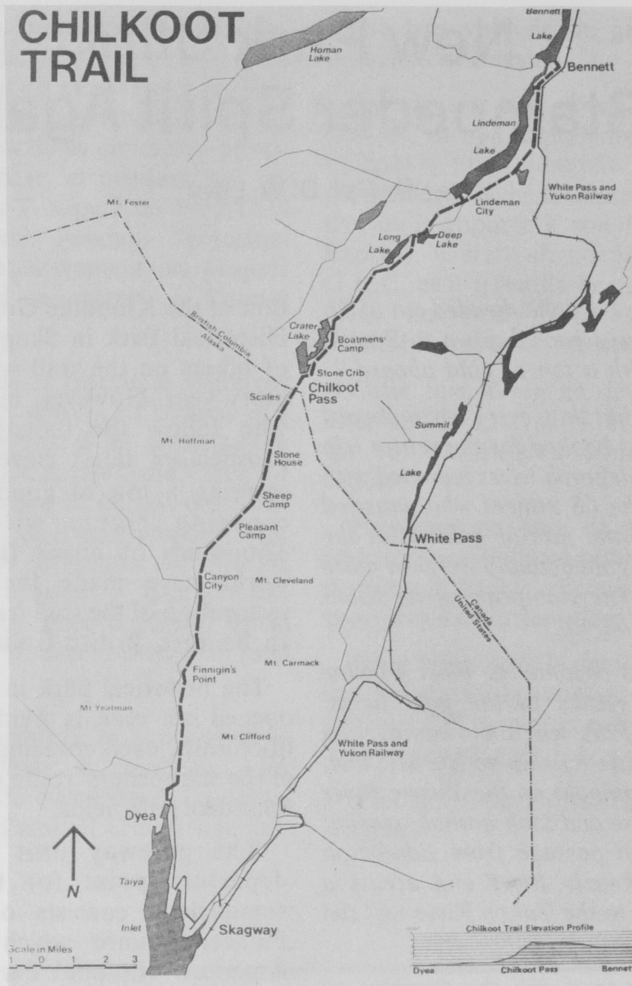 CHILKOOT
TRAIL
Homan
Lake
Bennett
Lake
Bennett
Lindeman
Lake
White Pass and
Yukon Railway
Lindeman
City
Mt. Foster
Long
Lake
Deep
Lake
British Columbia
Alaska
Crater
Lake
Boatmens
Camp
Stone Crib
Chilkoot
Pass
Scales
Summit
Lake
Mt. Hoffman
Stone
House
Sheep
Camp
Pleasant
Camp
White Pass
Canyon
City
Mt. Cleveland
Canada
United States
Finnigin's
Point
Mt. Carmack
Mt Yeatman
Mt. Clifford
White Pass and
Yukon Railway
Dyea
N
Taiya
Inlet
Skagway
Scale in Miles
1 0 1 2 3
Chilkoot Trail Elevation Profile
Dyea Chilkoot Pass Bennett